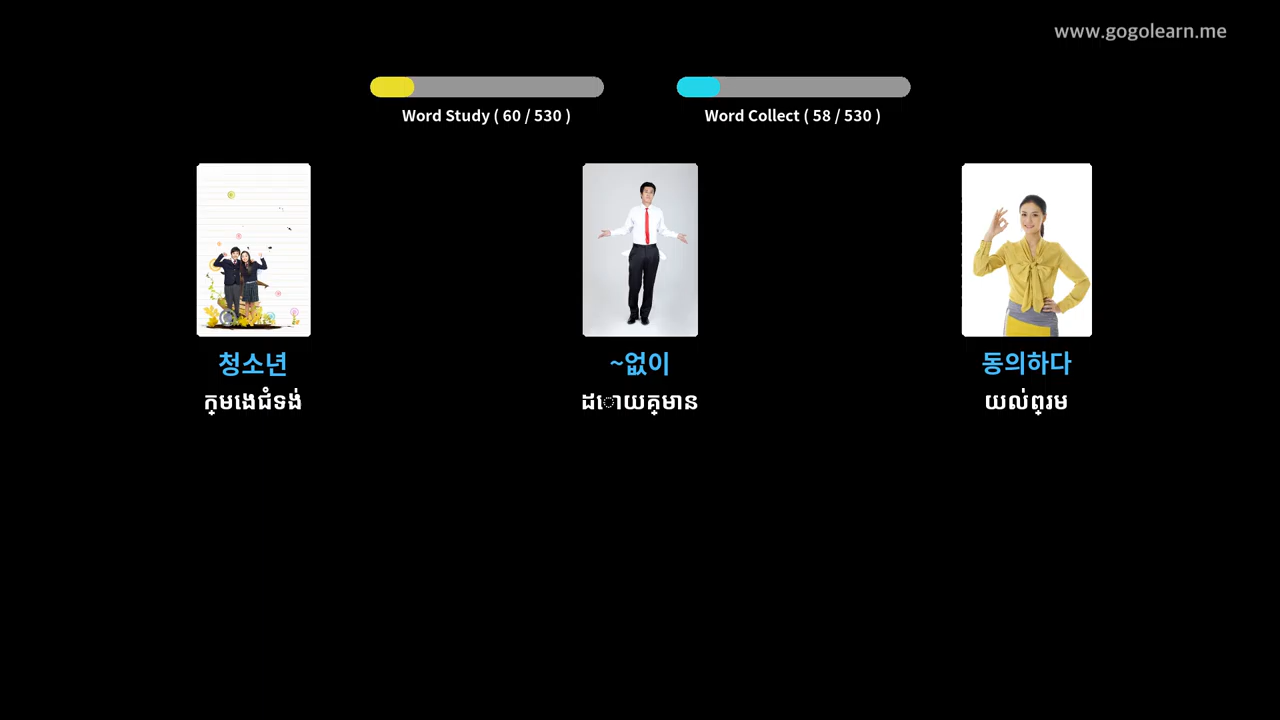 www.gogolearn.me
Word Study ( 60 / 530 )
Word Collect ( 58 / 530 )
청소년
~없이
동의하다
ក្មេងជំទង់
ដោយគ្មាន
យល់ព្រម